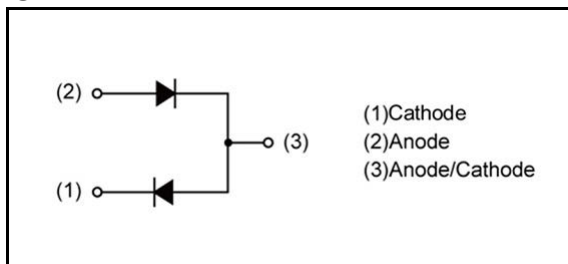 (2)
(3)
(1)
(1)Cathode
(2)Anode
(3)Anode/Cathode